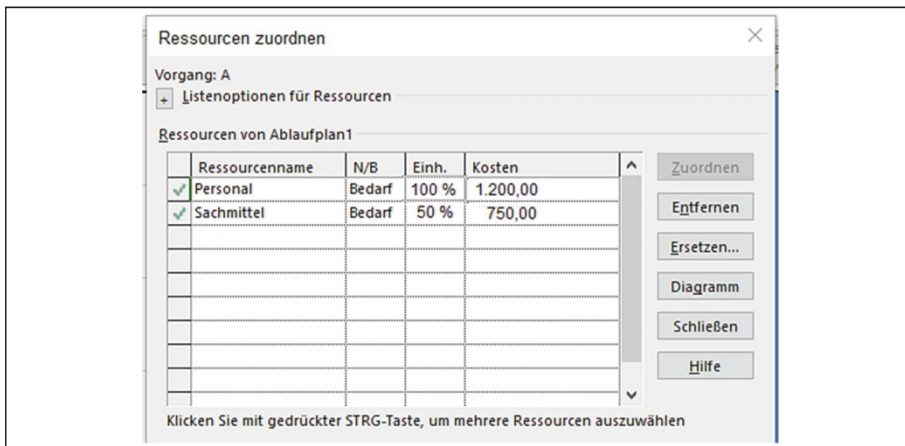 Ressourcen zuordnen
Vorgang: A
+ Listenoptionen für Ressourcen
Ressourcen von Ablaufplan1
Ressourcenname N/B Einh. Kosten
Personal Bedarf 100 % 1.200,00
Sachmittel Bedarf 50 % 750,00
Zuordnen
Entfernen
Ersetzen...
Diagramm
Schließen
Hilfe
Klicken Sie mit gedrückter STRG-Taste, um mehrere Ressourcen auszuwählen